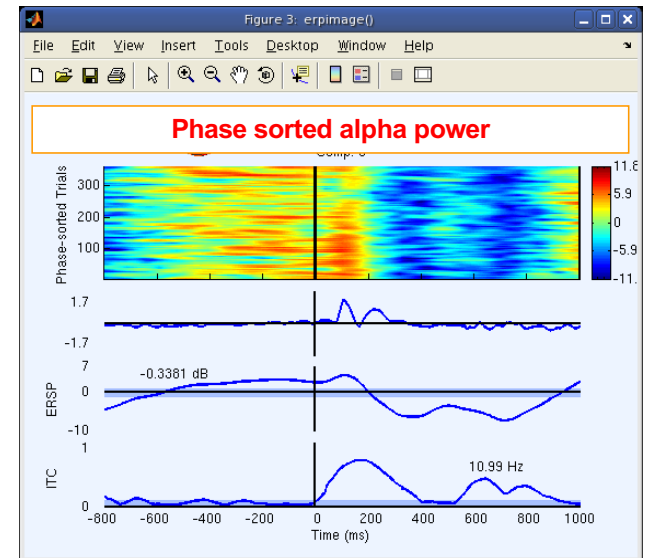 Figure 3: erpimage()
File Edit View Insert Tools Desktop Window Help
Phase sorted alpha power
Phase-sorted Trials
300
200
100
11.6
5.9
0
-5.9
-11.
1.7
-1.7
ERSP
7
0
-10
-0.3381 dB
ITC
1
0
10.99 Hz
-800 -600 -400 -200 0 200 400 600 800 1000
Time (ms)